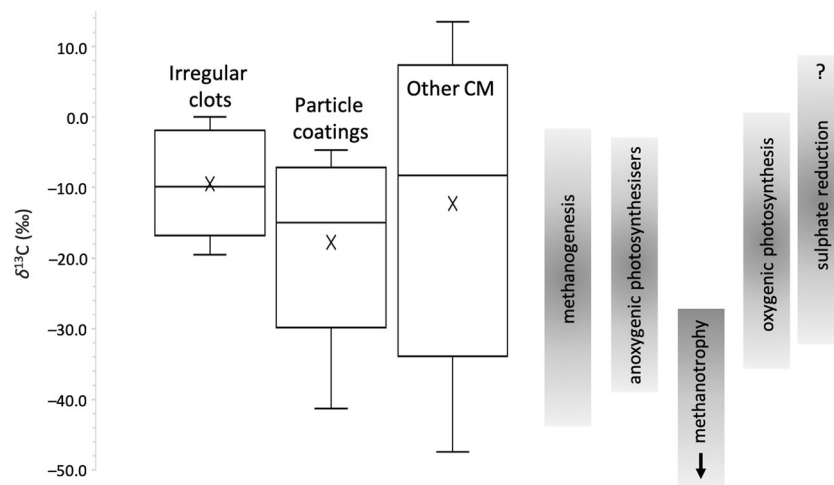 10.0
0.0
−10.0
−20.0
−30.0
−40.0
−50.0
δ¹³C (‰)
Irregular
clots
Particle
coatings
Other CM
X
X
X
methanogenesis
anoxygenic photosynthesisers
methanotrophy
oxygenic photosynthesis
?
sulphate reduction